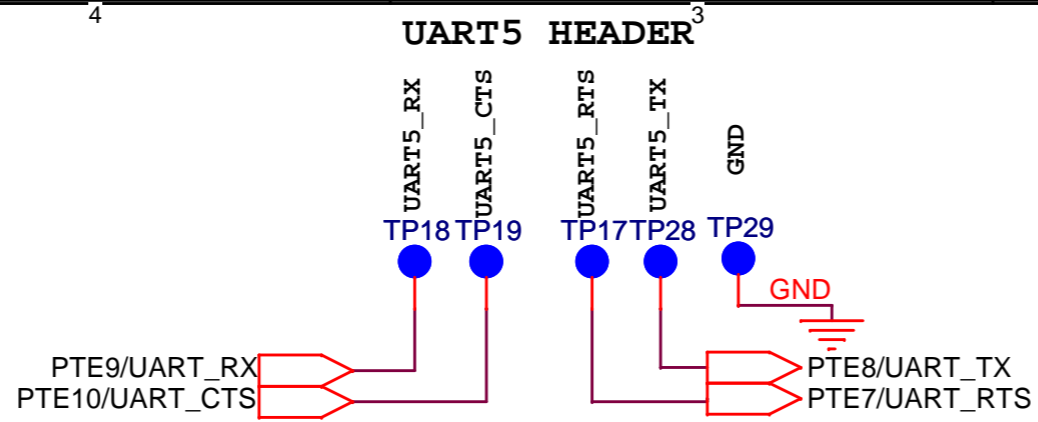 4
3
UART5 HEADER
UART5_RX
UART5_CTS
UART5_RTS
UART5_TX
GND
TP18
TP19
TP17
TP28
TP29
GND
PTE9/UART_RX
PTE8/UART_TX
PTE10/UART_CTS
PTE7/UART_RTS